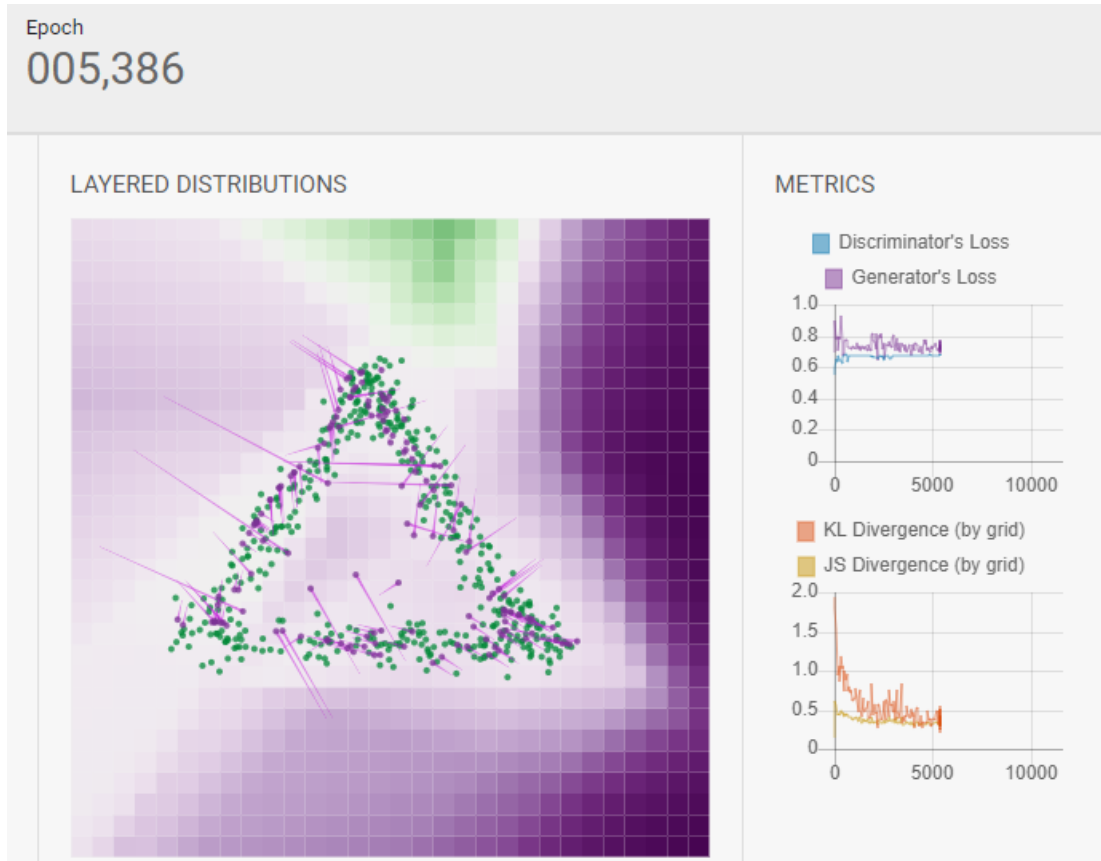 Epoch
005,386
LAYERED DISTRIBUTIONS
METRICS
Discriminator's Loss
Generator's Loss
1.0
0.8
0.6
0.4
0.2
0
0 5000 10000
KL Divergence (by grid)
JS Divergence (by grid)
2.0
1.5
1.0
0.5
0
0 5000 10000